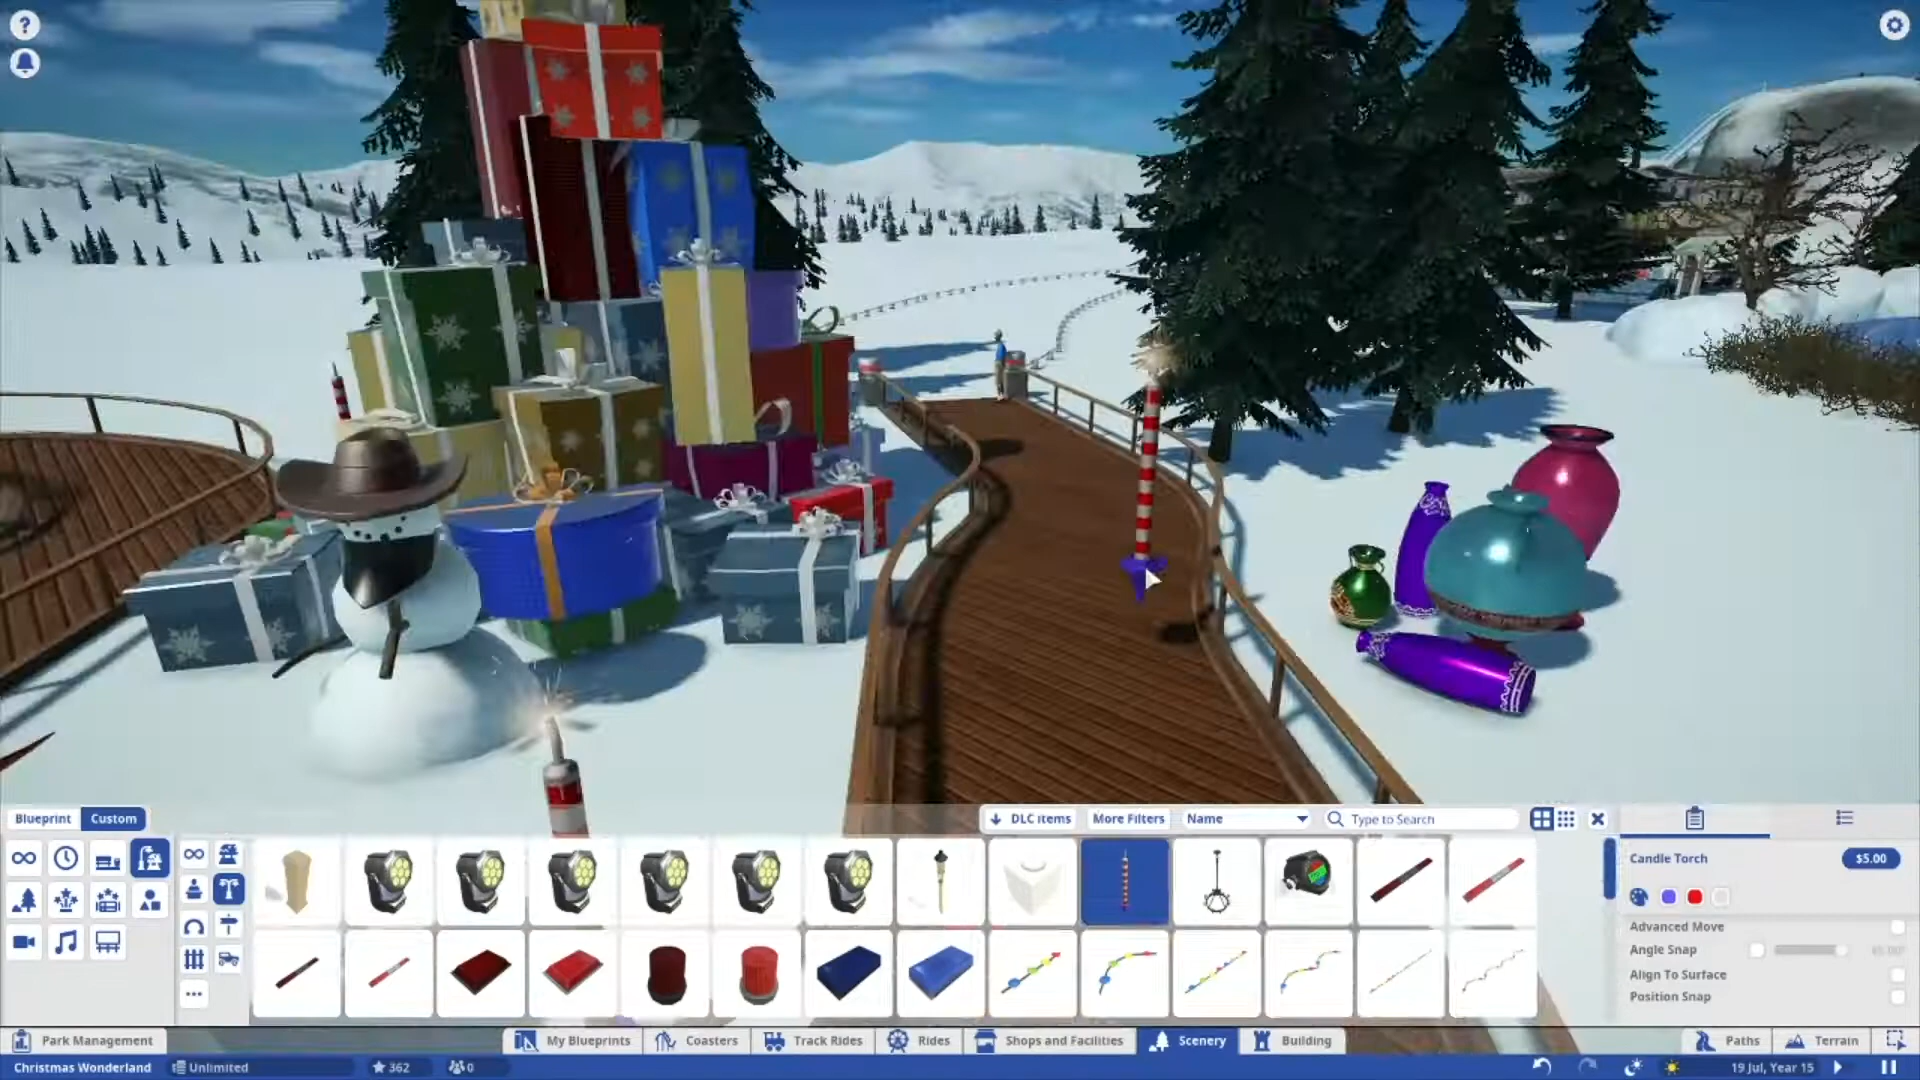 ?
Blueprint
Custom
DLC items
More Filters
Name
Type to Search
Candle Torch
$5.00
Advanced Move
Angle Snap
Align To Surface
Position Snap
Park Management
My Blueprints
Coasters
Track Rides
Rides
Shops and Facilities
Scenery
Building
Paths
Terrain
Christmas Wonderland
Unlimited
362
0
19 Jul, Year 15